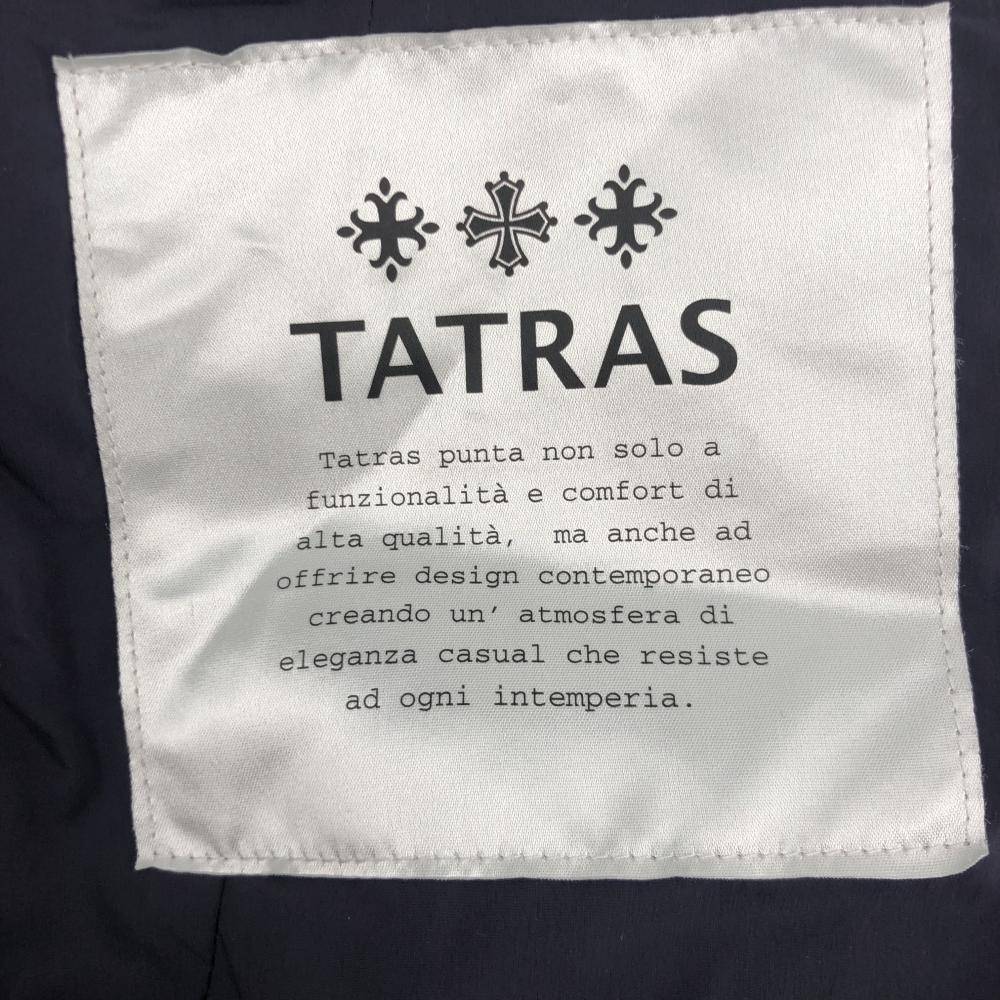 TATRAS
Tatras punta non solo a
funzionalità e comfort di
alta qualità, ma anche ad
offrire design contemporaneo
creando un’ atmosfera di
eleganza casual che resiste
ad ogni intemperia.